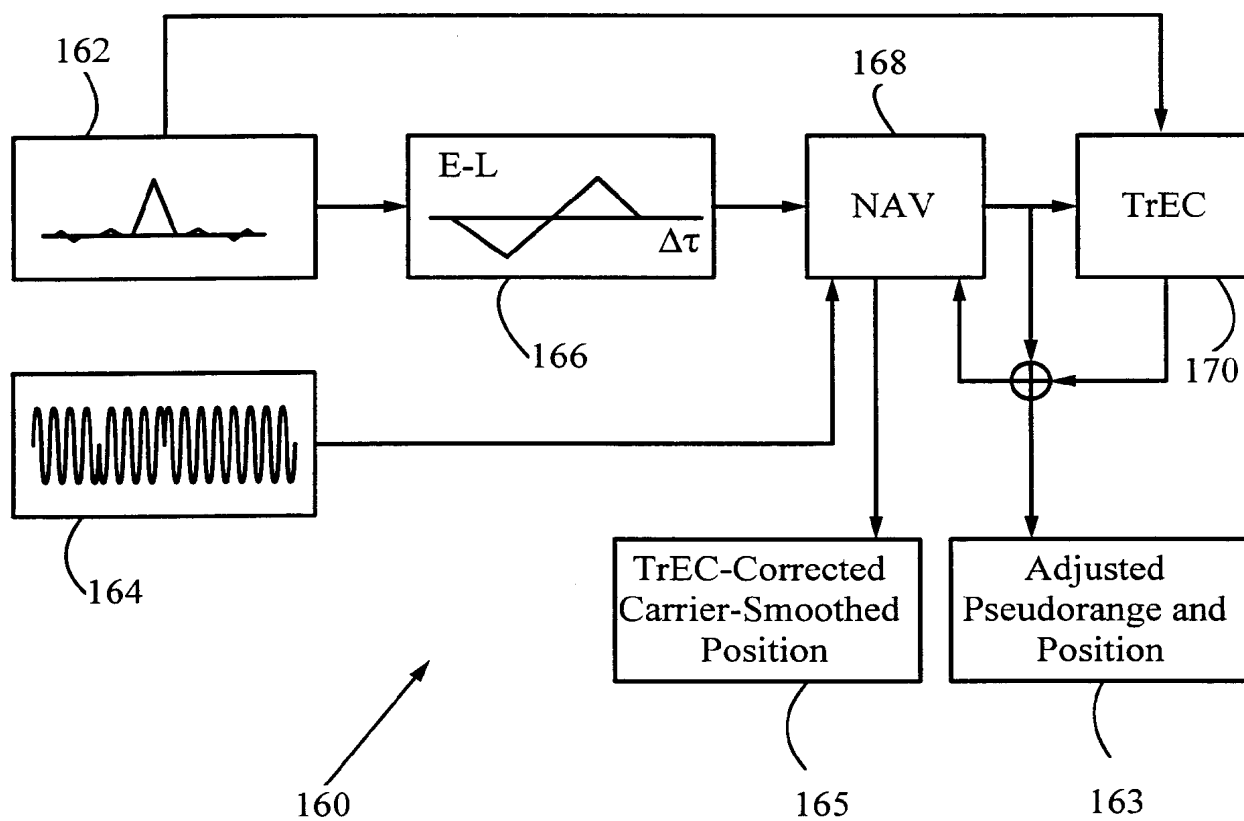 162
168
E-L
Δτ
NAV
TrEC
166
170
164
TrEC-Corrected
Carrier-Smoothed
Position
Adjusted
Pseudorange and
Position
160
165
163